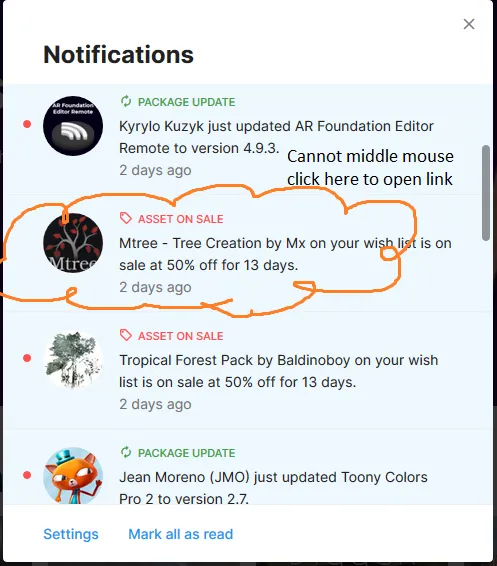 Notifications
AR Foundation
Editor Remote
PACKAGE UPDATE
Kyrylo Kuzyk just updated AR Foundation Editor
Remote to version 4.9.3.
2 days ago
Cannot middle mouse
click here to open link
ASSET ON SALE
Mtree
Mtree - Tree Creation by Mx on your wish list is on
sale at 50% off for 13 days.
2 days ago
ASSET ON SALE
Tropical Forest Pack by Baldinoboy on your wish
list is on sale at 50% off for 13 days.
2 days ago
PACKAGE UPDATE
Jean Moreno (JMO) just updated Toony Colors
Pro 2 to version 2.7.
Settings
Mark all as read